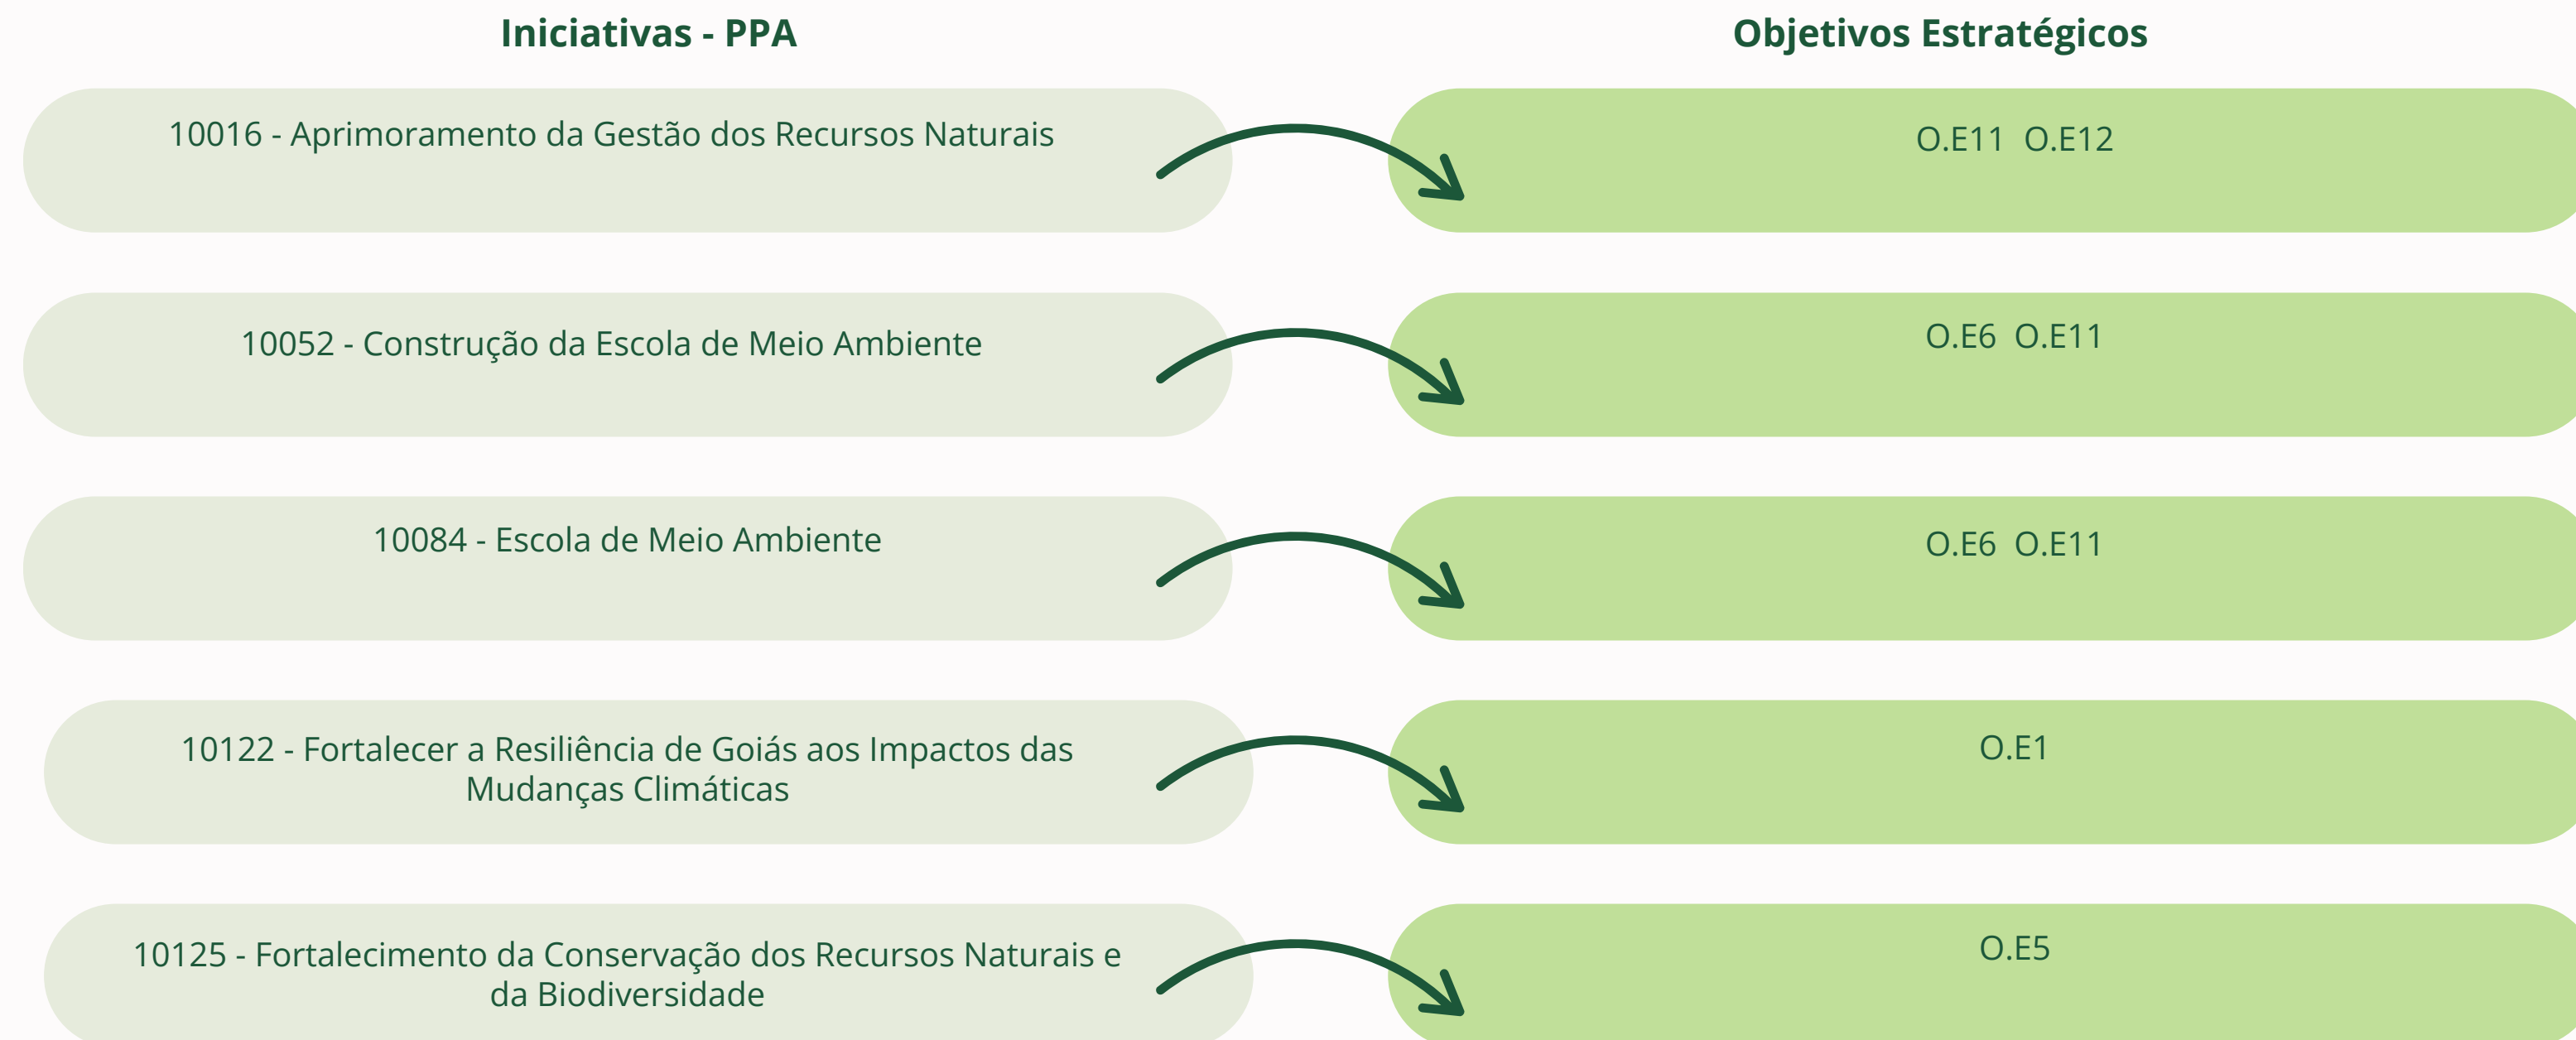 Iniciativas - PPA
Objetivos Estratégicos
10016 - Aprimoramento da Gestão dos Recursos Naturais
O.E11  O.E12
10052 - Construção da Escola de Meio Ambiente
O.E6  O.E11
10084 - Escola de Meio Ambiente
O.E6  O.E11
10122 - Fortalecer a Resiliência de Goiás aos Impactos das
Mudanças Climáticas
O.E1
10125 - Fortalecimento da Conservação dos Recursos Naturais e
da Biodiversidade
O.E5